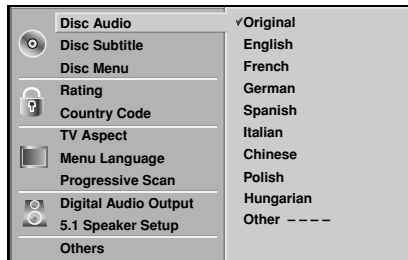 Disc Audio
Disc Subtitle
Disc Menu
Rating
Country Code
TV Aspect
Menu Language
Progressive Scan
Digital Audio Output
5.1 Speaker Setup
Others
✓Original
English
French
German
Spanish
Italian
Chinese
Polish
Hungarian
Other – – – –